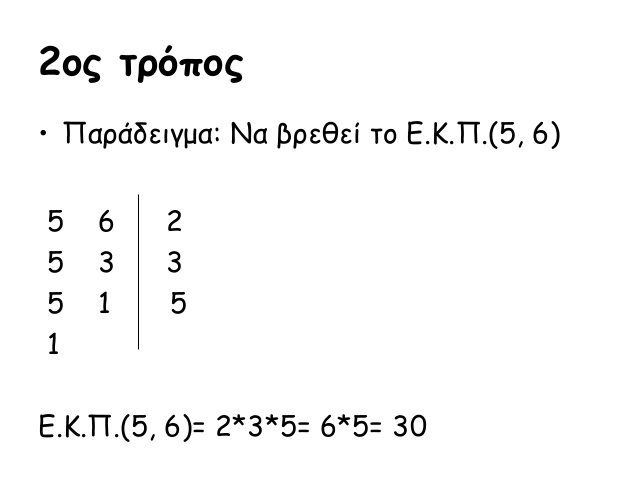 2ος τρόπος
• Παράδειγμα: Να βρεθεί το Ε.Κ.Π.(5, 6)
5 6 2
5 3 3
5 1 5
1
Ε.Κ.Π.(5, 6)= 2*3*5= 6*5= 30